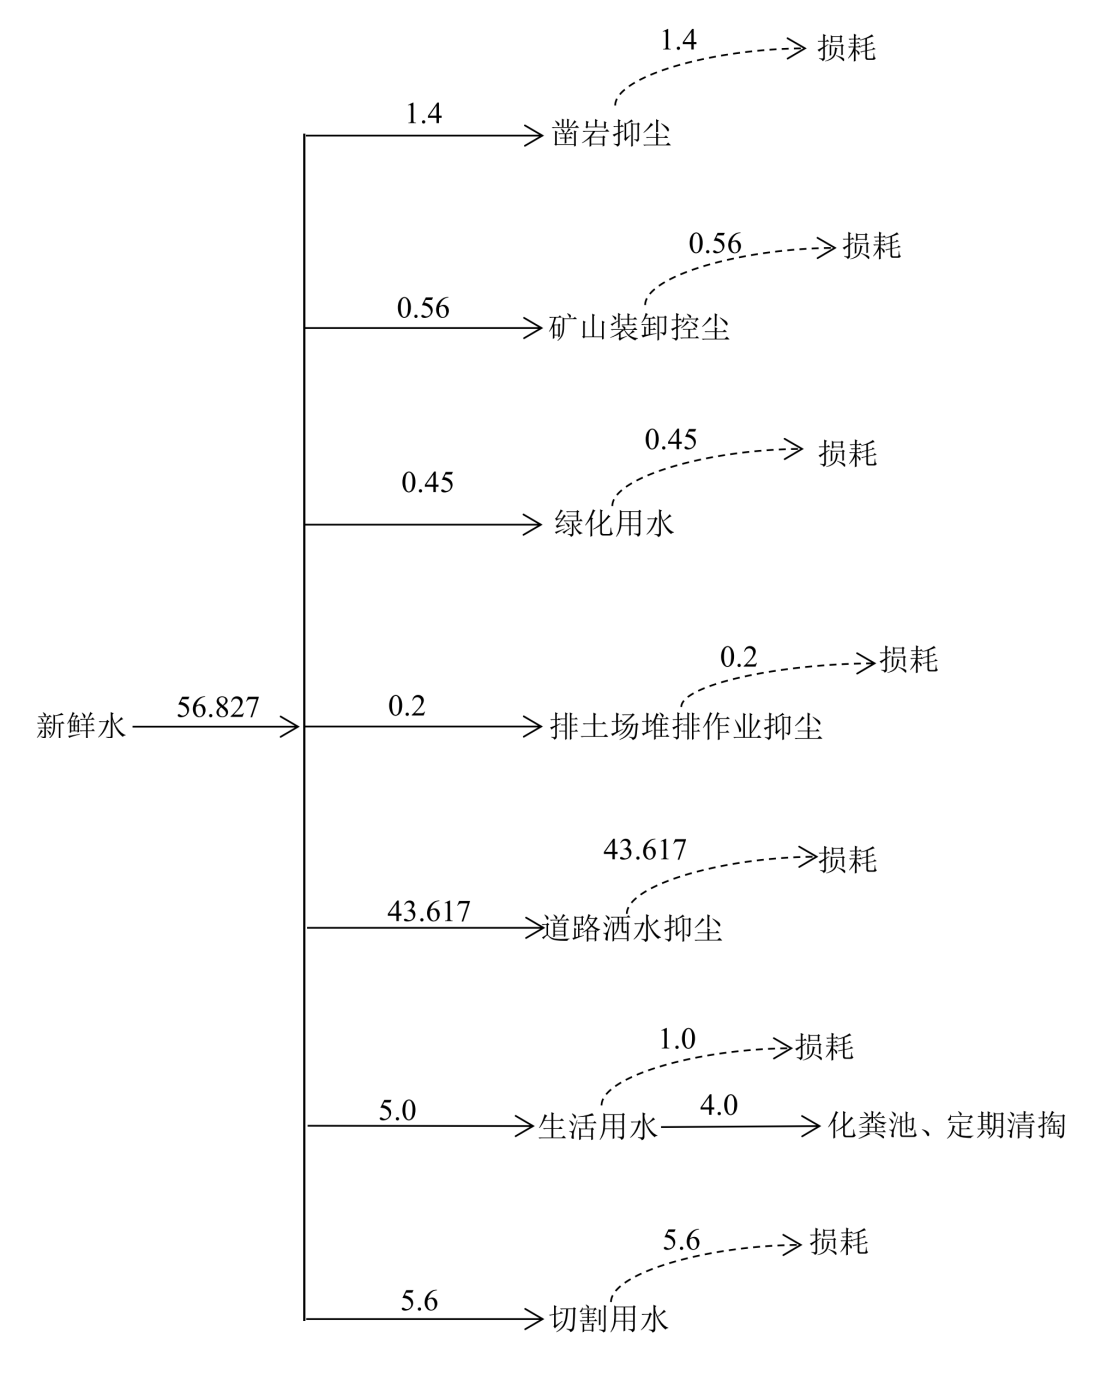 1.4
损耗
1.4
凿岩抑尘
0.56
损耗
0.56
矿山装卸控尘
0.45
损耗
0.45
绿化用水
0.2
损耗
新鲜水
56.827
0.2
排土场堆排作业抑尘
43.617
损耗
43.617
道路洒水抑尘
1.0
损耗
5.0
生活用水
4.0
化粪池、定期清掏
5.6
损耗
5.6
切割用水